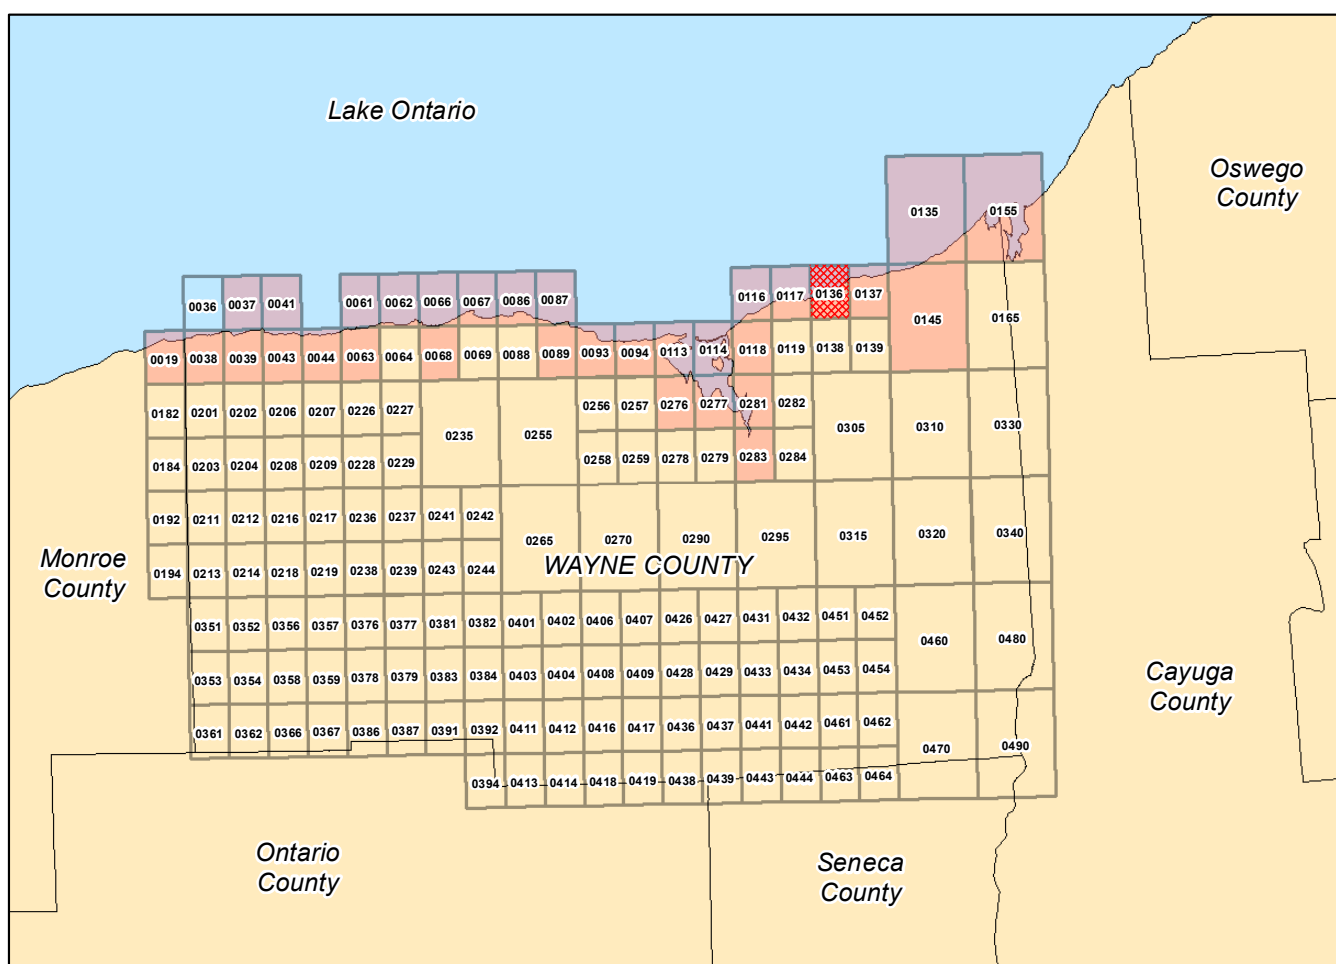 Lake Ontario
Oswego
County
0135 0155
0036 0037 0041 0061 0062 0066 0067 0086 0087 0116 0117 0136 0137
0145 0165
0019 0038 0039 0043 0044 0063 0064 0068 0069 0088 0089 0093 0094 0113 0114 0118 0119 0138 0139
0182 0201 0202 0206 0207 0226 0227 0256 0257 0276 0277 0281 0282
0235 0255 0305 0310 0330
0184 0203 0204 0208 0209 0228 0229 0258 0259 0278 0279 0283 0284
0192 0211 0212 0216 0217 0236 0237 0241 0242
0265 0270 0290 0295 0315 0320 0340
Monroe
County
WAYNE COUNTY
0194 0213 0214 0218 0219 0238 0239 0243 0244
0351 0352 0356 0357 0376 0377 0381 0382 0401 0402 0406 0407 0426 0427 0431 0432 0451 0452
0460 0480
0353 0354 0358 0359 0378 0379 0383 0384 0403 0404 0408 0409 0428 0429 0433 0434 0453 0454
Cayuga
County
0361 0362 0366 0367 0386 0387 0391 0392 0411 0412 0416 0417 0436 0437 0441 0442 0461 0462
0470 0490
0394 0413 0414 0418 0419 0438 0439 0443 0444 0463 0464
Ontario
County
Seneca
County